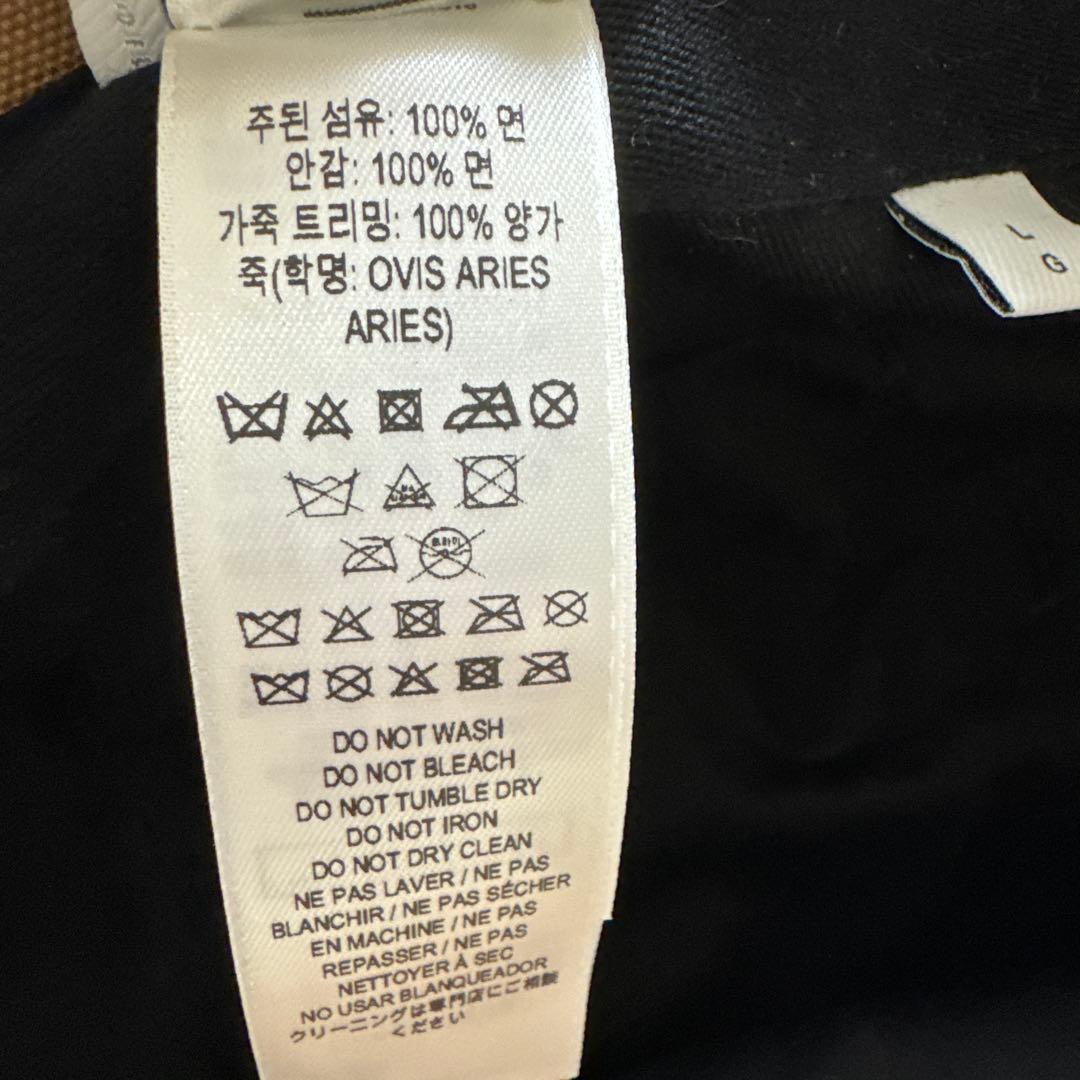 주된 섬유: 100% 면
안감: 100% 면
가죽 트리밍: 100% 양가
죽(학명: OVIS ARIES
ARIES)
드라이
DO NOT WASH
DO NOT BLEACH
DO NOT TUMBLE DRY
DO NOT IRON
DO NOT DRY CLEAN
NE PAS LAVER / NE PAS
BLANCHIR / NE PAS SÉCHER
EN MACHINE / NE PAS
REPASSER / NE PAS
NETTOYER À SEC
NO USAR BLANQUEADOR
クリーニングは専門店にご相談
ください
L
G